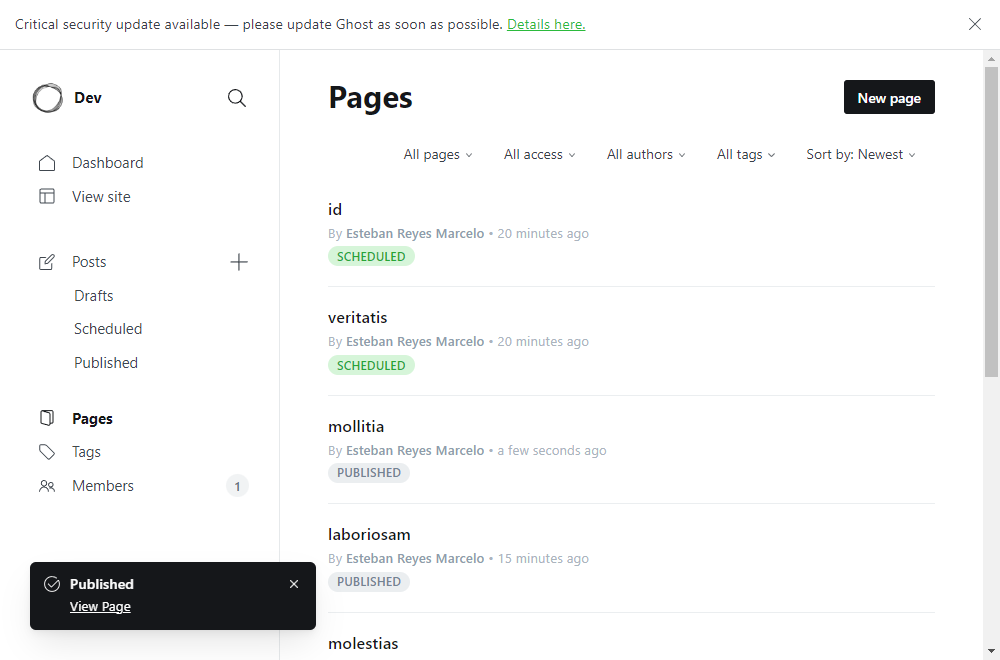 Critical security update available — please update Ghost as soon as possible. Details here.
Dev
Dashboard
View site
Posts
Drafts
Scheduled
Published
Pages
Tags
Members 1
Published
View Page
Pages
New page
All pages All access All authors All tags Sort by: Newest
id
By Esteban Reyes Marcelo • 20 minutes ago
SCHEDULED
veritatis
By Esteban Reyes Marcelo • 20 minutes ago
SCHEDULED
mollitia
By Esteban Reyes Marcelo • a few seconds ago
PUBLISHED
laboriosam
By Esteban Reyes Marcelo • 15 minutes ago
PUBLISHED
molestias